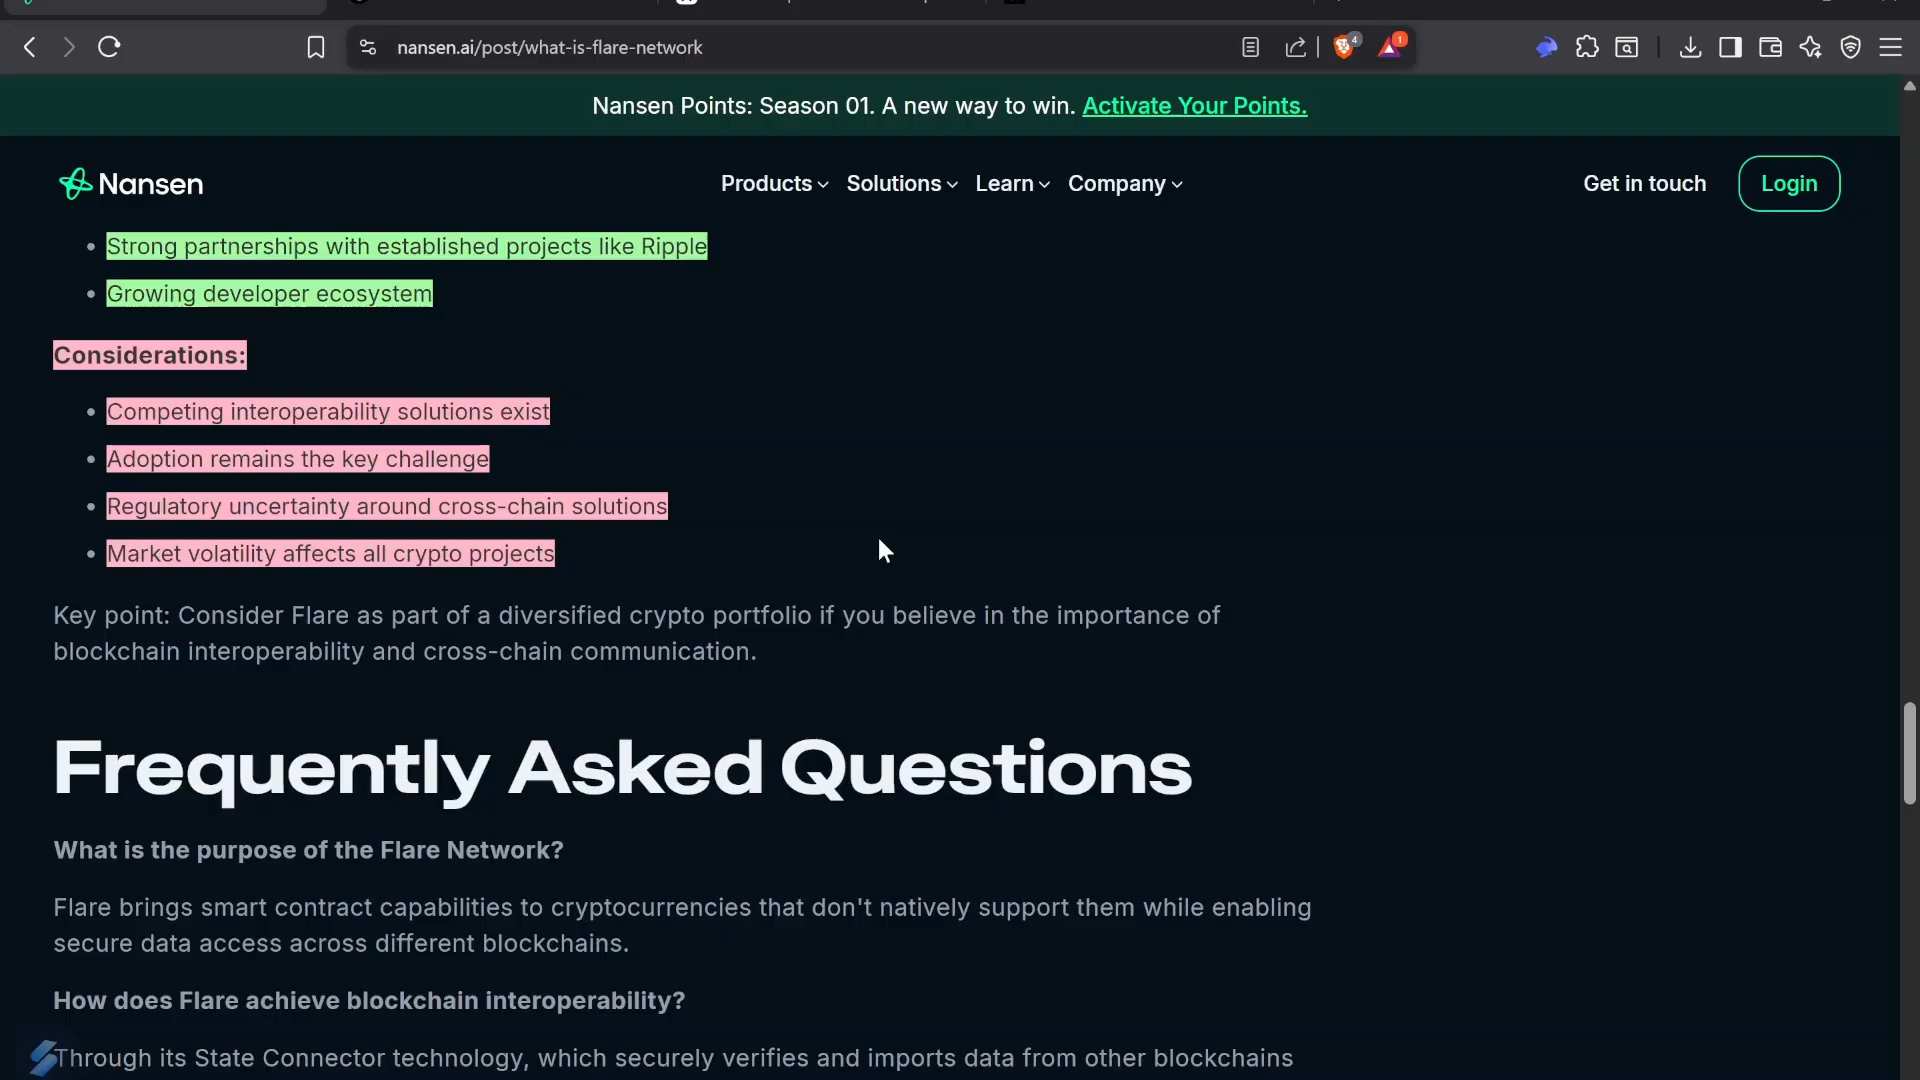 nansen.ai/post/what-is-flare-network
4
1
Nansen Points: Season 01. A new way to win. Activate Your Points.
Nansen
Products
Solutions
Learn
Company
Get in touch
Login
Strong partnerships with established projects like Ripple
Growing developer ecosystem
Considerations:
Competing interoperability solutions exist
Adoption remains the key challenge
Regulatory uncertainty around cross-chain solutions
Market volatility affects all crypto projects
Key point: Consider Flare as part of a diversified crypto portfolio if you believe in the importance of
blockchain interoperability and cross-chain communication.
Frequently Asked Questions
What is the purpose of the Flare Network?
Flare brings smart contract capabilities to cryptocurrencies that don't natively support them while enabling
secure data access across different blockchains.
How does Flare achieve blockchain interoperability?
Through its State Connector technology, which securely verifies and imports data from other blockchains